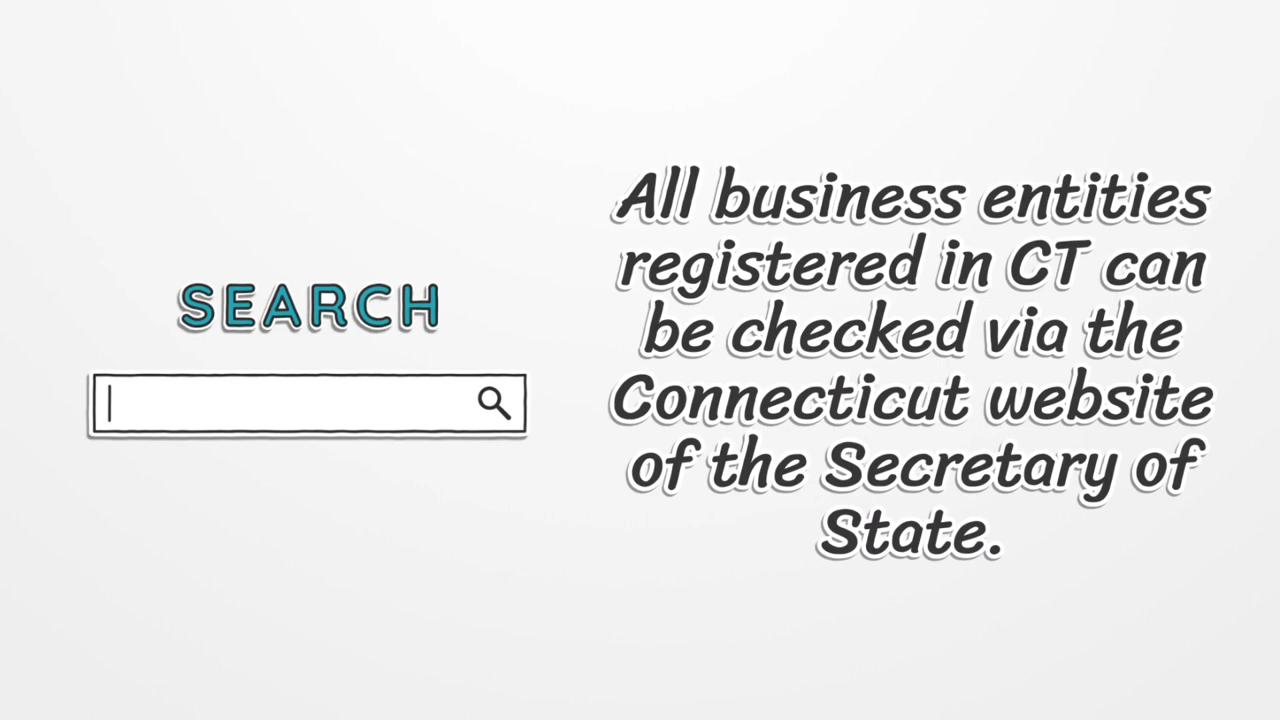 SEARCH
All business entities
registered in CT can
be checked via the
Connecticut website
of the Secretary of
State.